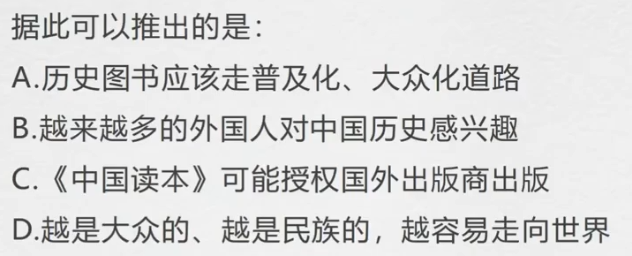 据此可以推出的是：
A.历史图书应该走普及化、大众化道路
B.越来越多的外国人对中国历史感兴趣
C.《中国读本》可能授权国外出版商出版
D.越是大众的、越是民族的，越容易走向世界